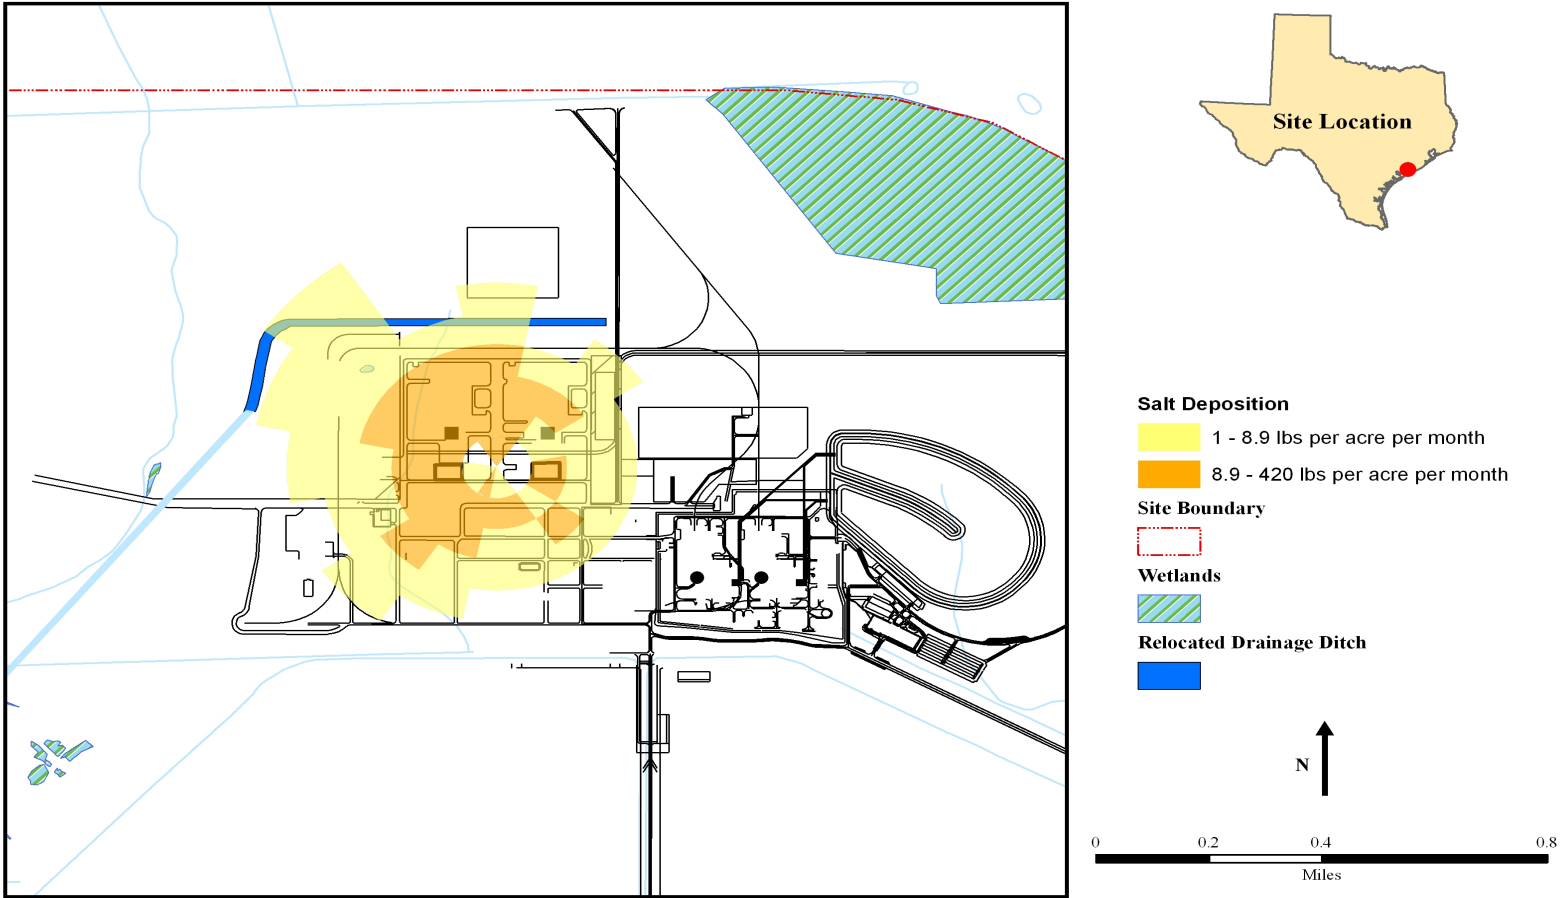 Site Location
Salt Deposition
1 - 8.9 lbs per acre per month
8.9 - 420 lbs per acre per month
Site Boundary
Wetlands
Relocated Drainage Ditch
N
0 0.2 0.4 0.8
Miles